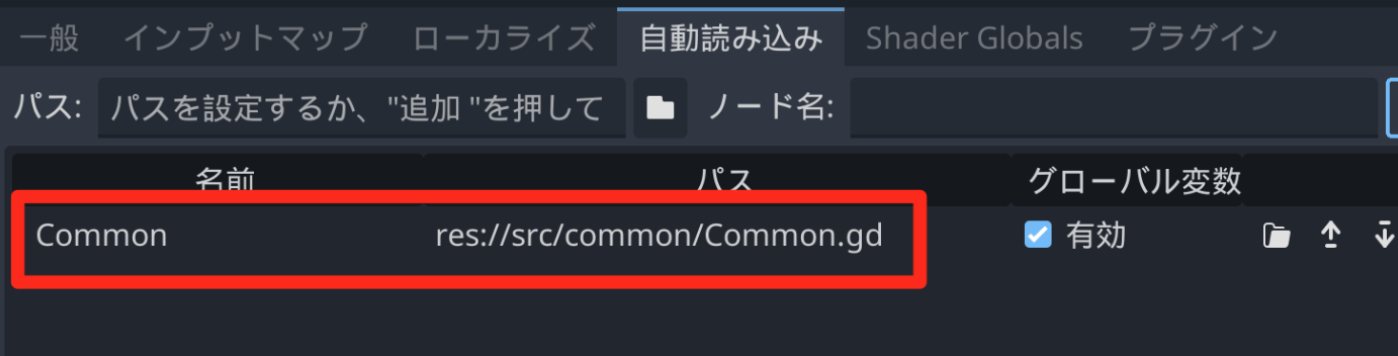 一般 インプットマップ ローカライズ 自動読み込み Shader Globals プラグイン
パス: パスを設定するか、"追加 "を押して ノード名:
名前 パス グローバル変数
Common res://src/common/Common.gd 有効